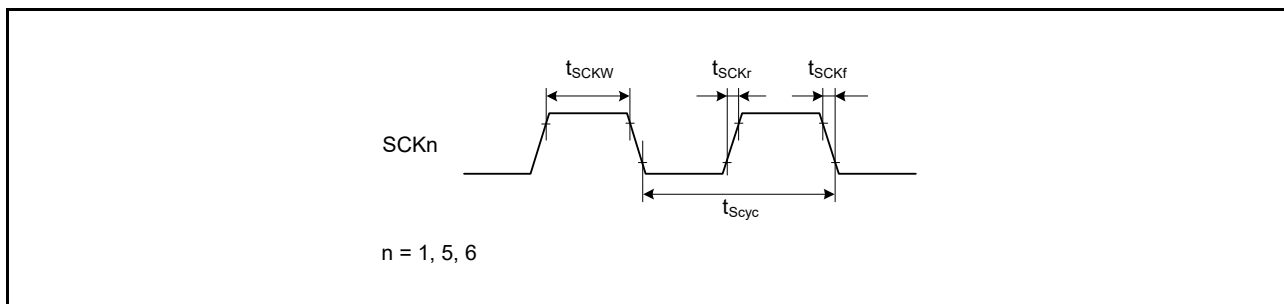 tSCKW
tSCKr
tSCKf
SCKn
tScyc
n = 1, 5, 6